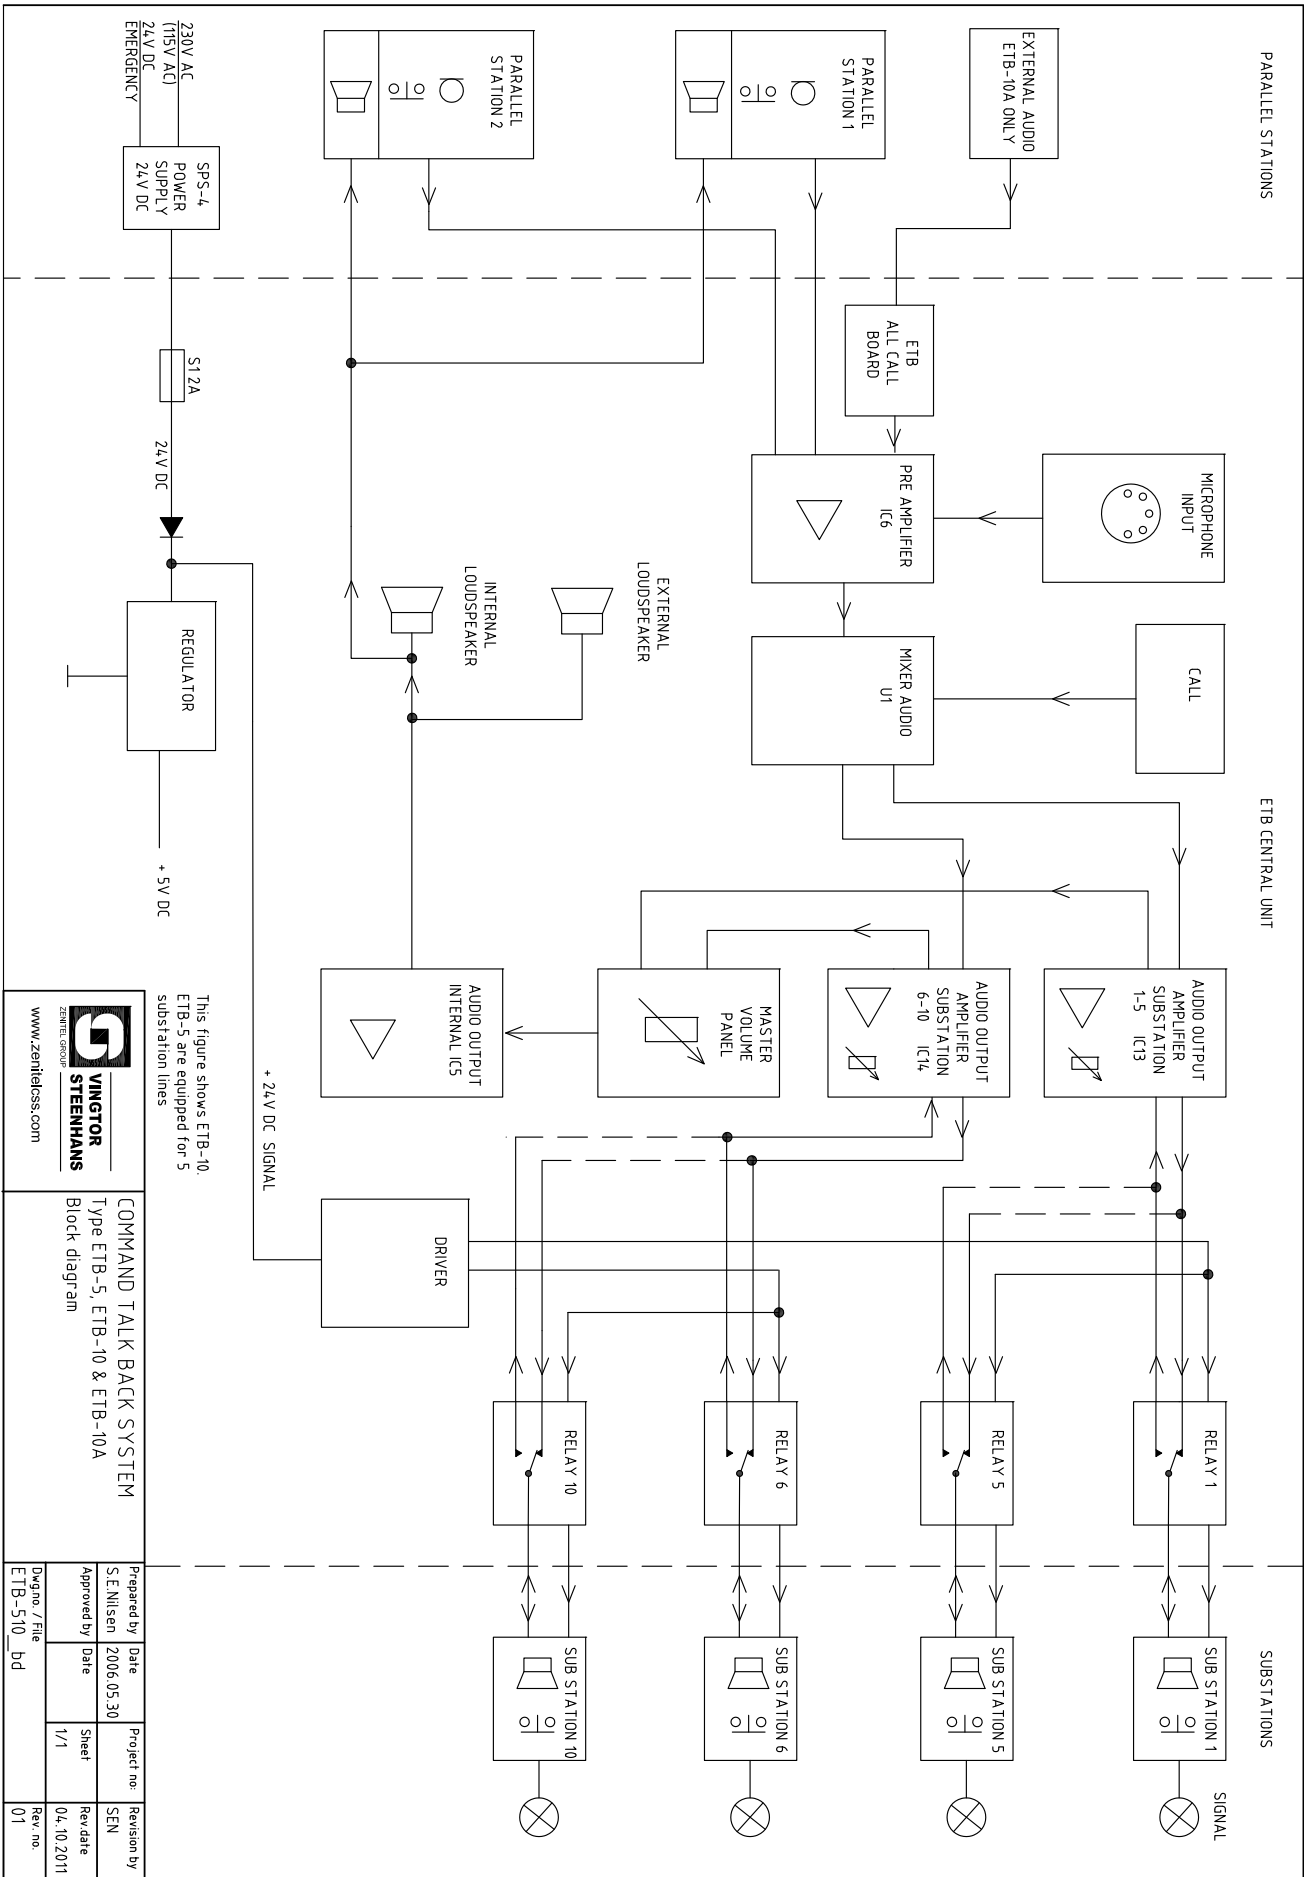 PARALLEL STATIONS
ETB CENTRAL UNIT
SUBSTATIONS
EXTERNAL AUDIO
ETB-10A ONLY
PARALLEL
STATION 1
PARALLEL
STATION 2
230V AC
(115V AC)
24V DC
EMERGENCY
SPS-4
POWER
SUPPLY
24V DC
ETB
ALL CALL
BOARD
MICROPHONE
INPUT
PRE AMPLIFIER
IC6
CALL
MIXER AUDIO
U1
EXTERNAL
LOUDSPEAKER
INTERNAL
LOUDSPEAKER
S1 2A
24V DC
REGULATOR
+ 5V DC
AUDIO OUTPUT
AMPLIFIER
SUBSTATION
1-5 IC13
AUDIO OUTPUT
AMPLIFIER
SUBSTATION
6-10 IC14
MASTER
VOLUME
PANEL
AUDIO OUTPUT
INTERNAL IC5
+ 24V DC SIGNAL
DRIVER
RELAY 1
RELAY 5
RELAY 6
RELAY 10
SUB STATION 1
SUB STATION 5
SUB STATION 6
SUB STATION 10
SIGNAL
This figure shows ETB-10.
ETB-5 are equipped for 5
substation lines
ZENITEL GROUP
VINGTOR
STEENHANS
www.zenitelcss.com
COMMAND TALK BACK SYSTEM
Type ETB-5, ETB-10 & ETB-10A
Block diagram
Prepared by
S.E.Nilsen
Date
2006.05.30
Project no:
Revision by
SEN
Approved by
Date
Sheet
1/1
Rev.date
04.10.2011
Dwg.no. / File
ETB-510_bd
Rev. no.
01